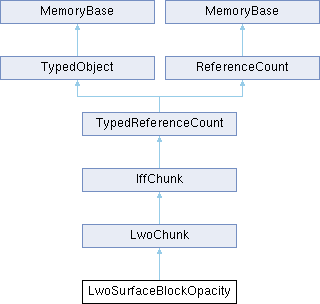 MemoryBase MemoryBase
TypedObject ReferenceCount
TypedReferenceCount
IffChunk
LwoChunk
LwoSurfaceBlockOpacity